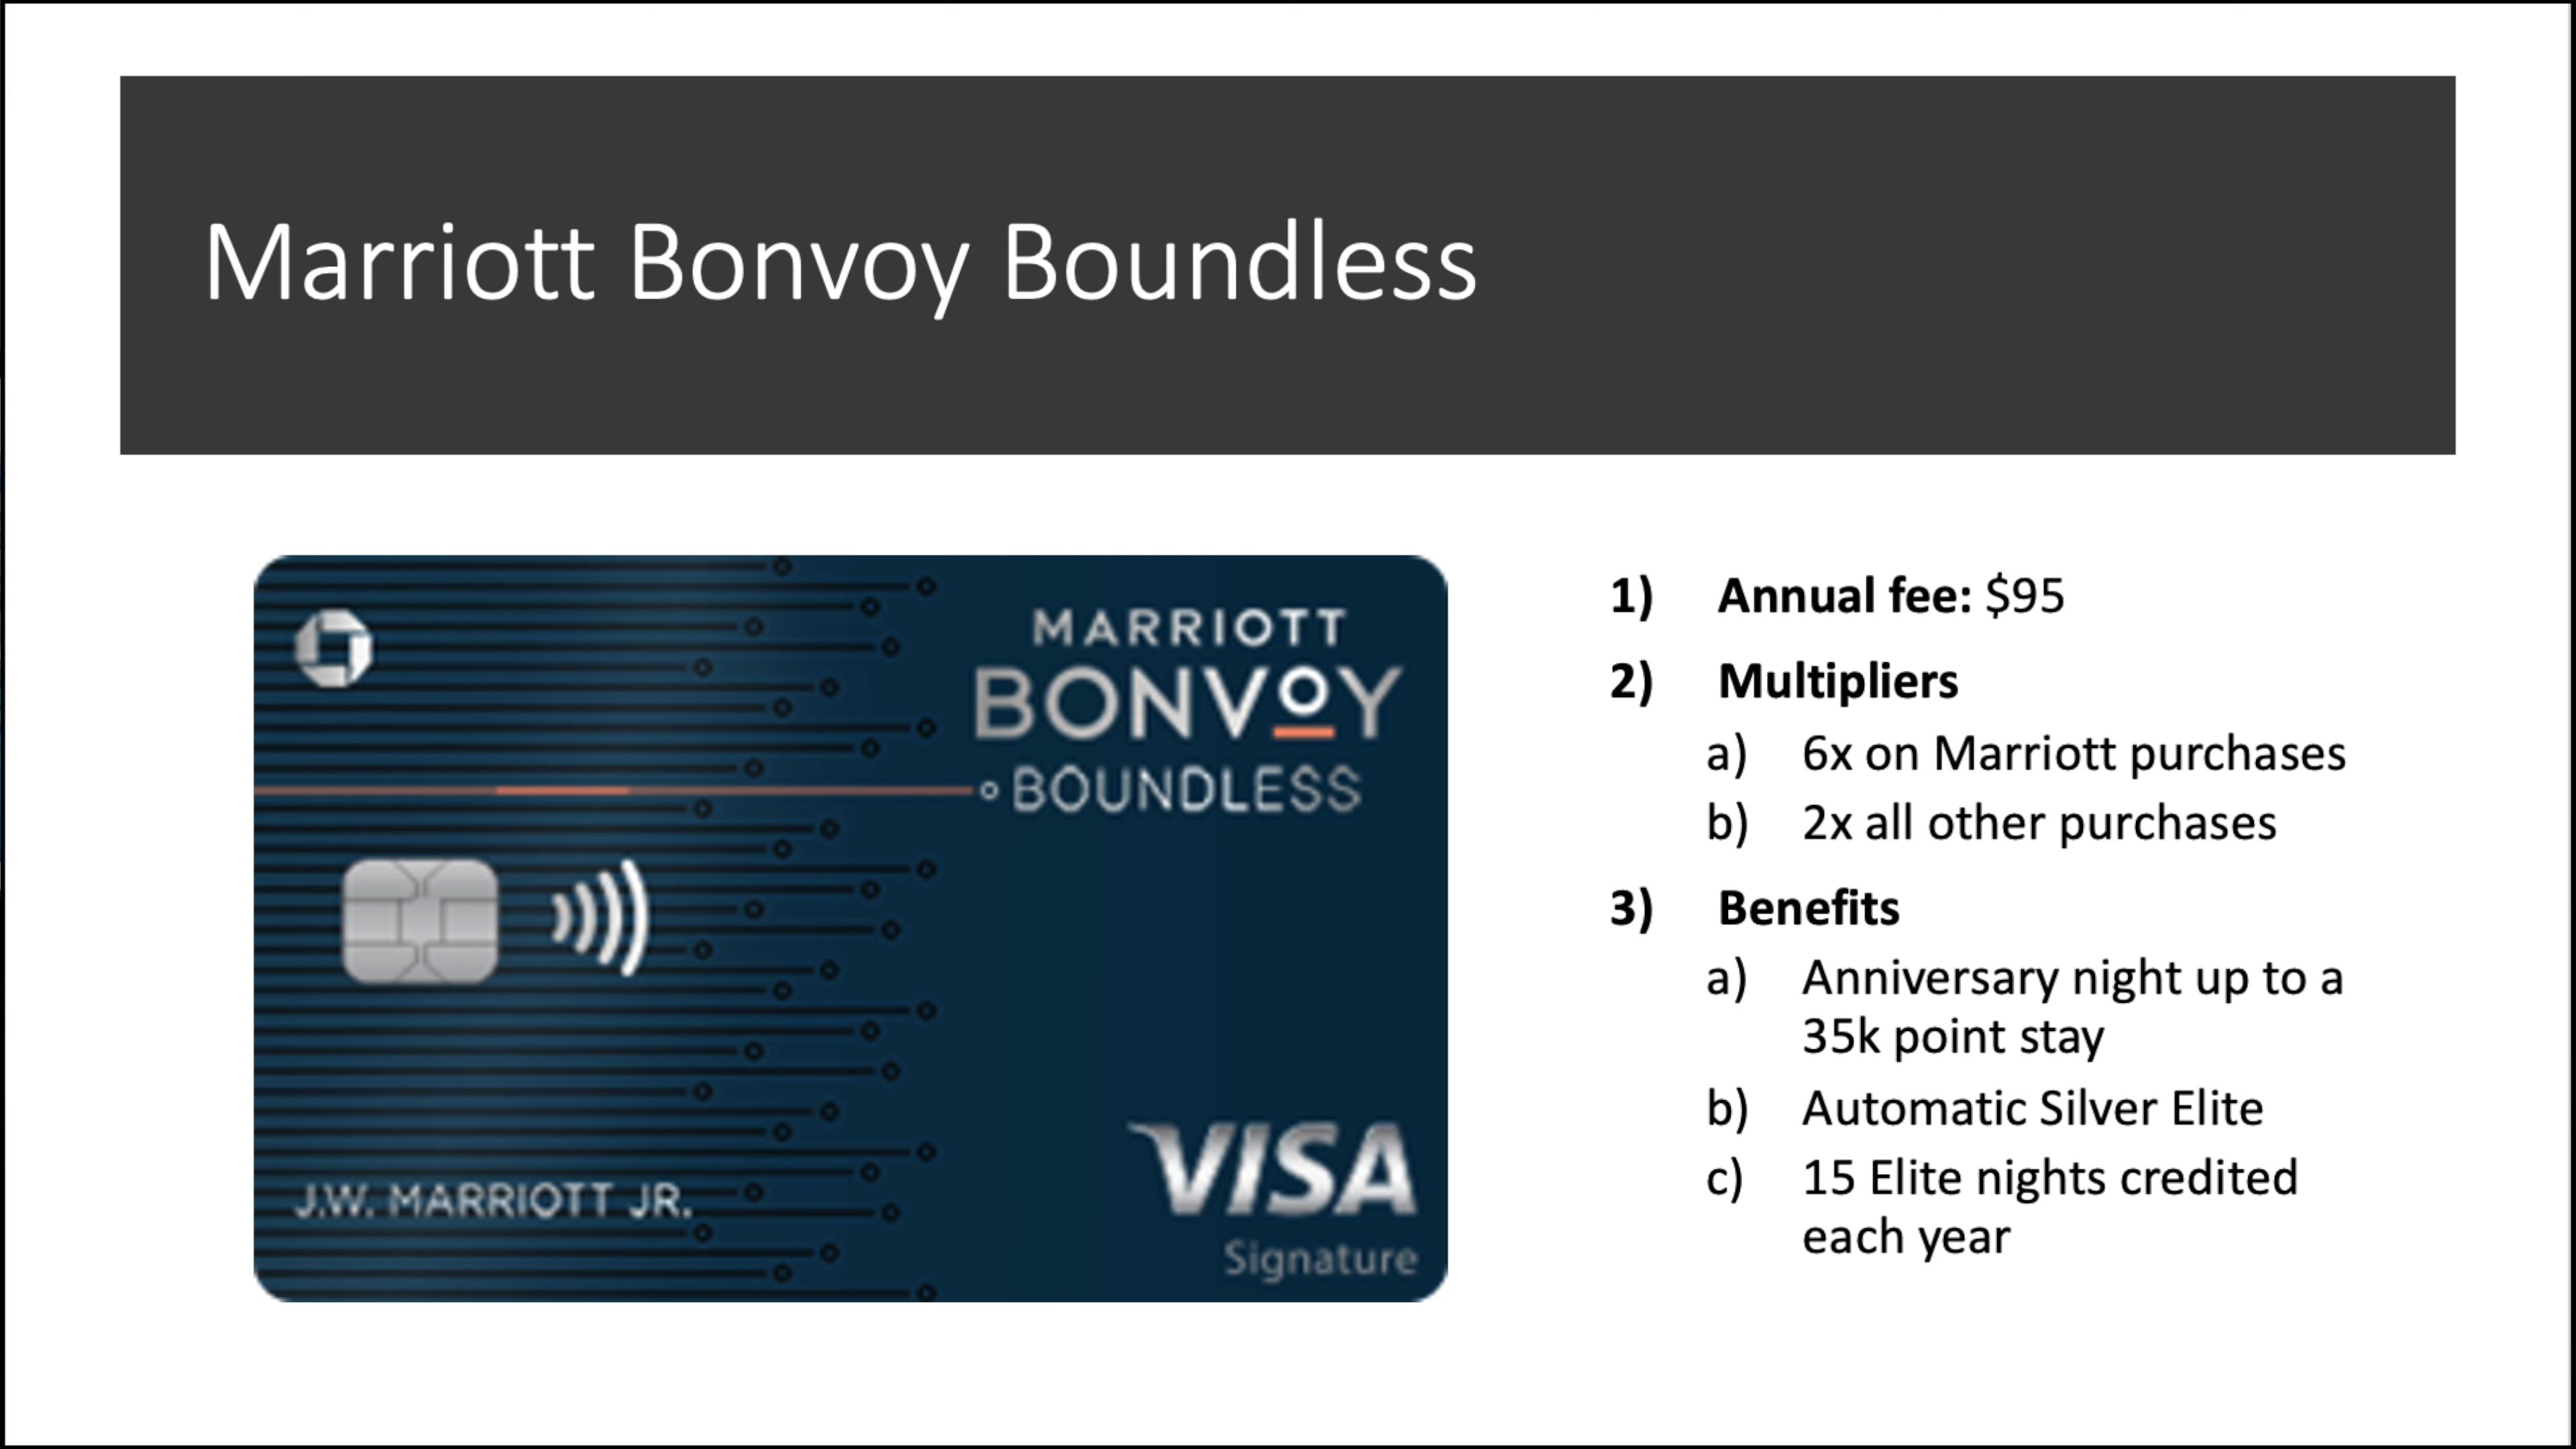 Marriott Bonvoy Boundless
MARRIOTT
BONVOY
BOUNDLESS
J.W. MARRIOTT JR.
VISA
Signature
1) Annual fee: $95
2) Multipliers
a) 6x on Marriott purchases
b) 2x all other purchases
3) Benefits
a) Anniversary night up to a
35k point stay
b) Automatic Silver Elite
c) 15 Elite nights credited
each year